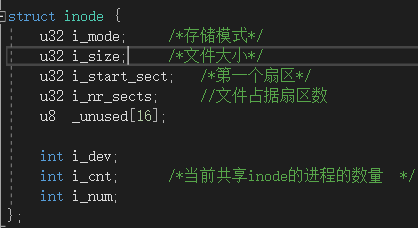 struct inode {
u32 i_mode; /*存储模式*/
u32 i_size; /*文件大小*/
u32 i_start_sect; /*第一个扇区*/
u32 i_nr_sects; //文件占据扇区数
u8 _unused[16];
int i_dev;
int i_cnt; /*当前共享inode的进程的数量 */
int i_num;
};